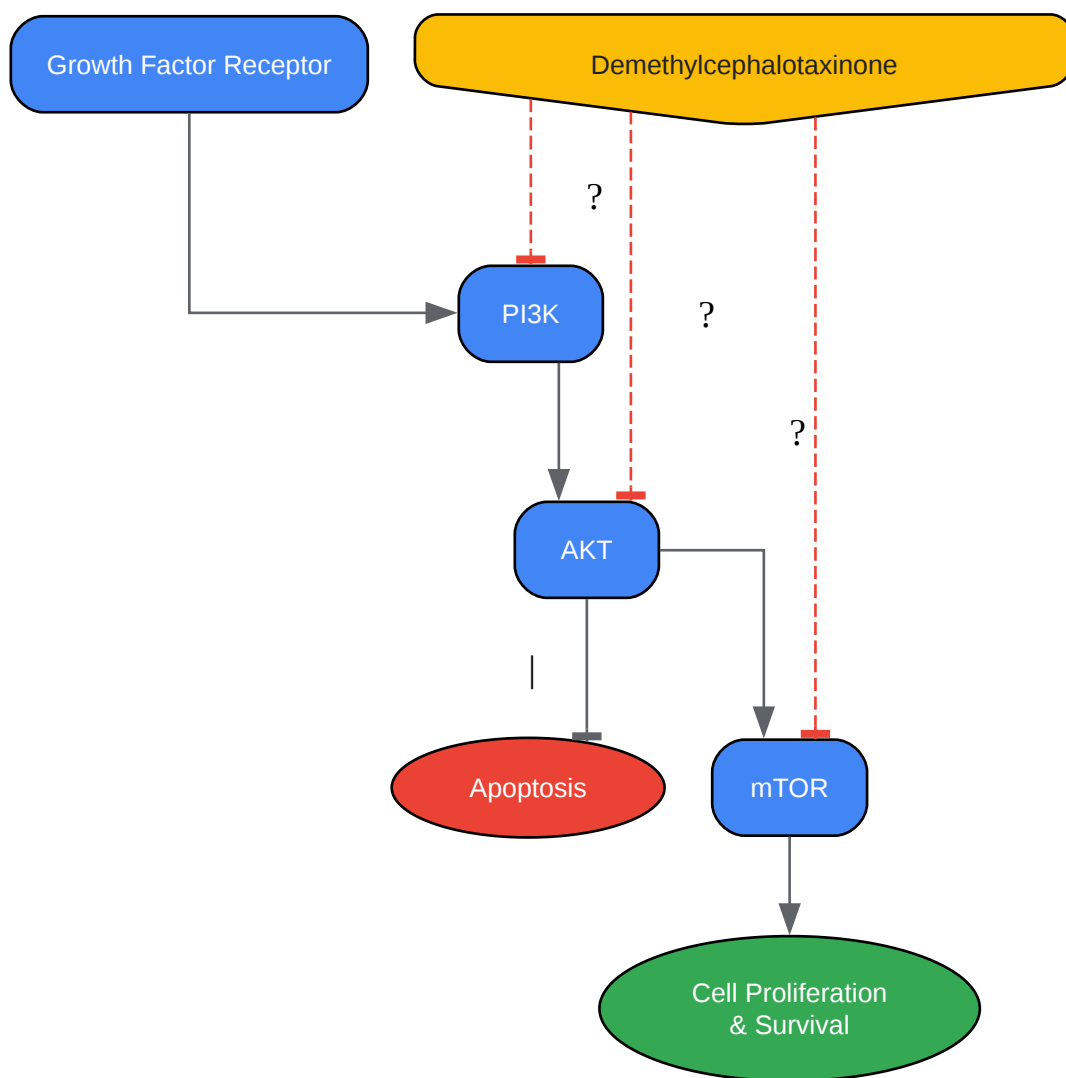 Growth Factor Receptor
Demethylcephalotaxinone
?
PI3K
?
?
AKT
|
Apoptosis
mTOR
Cell Proliferation
& Survival